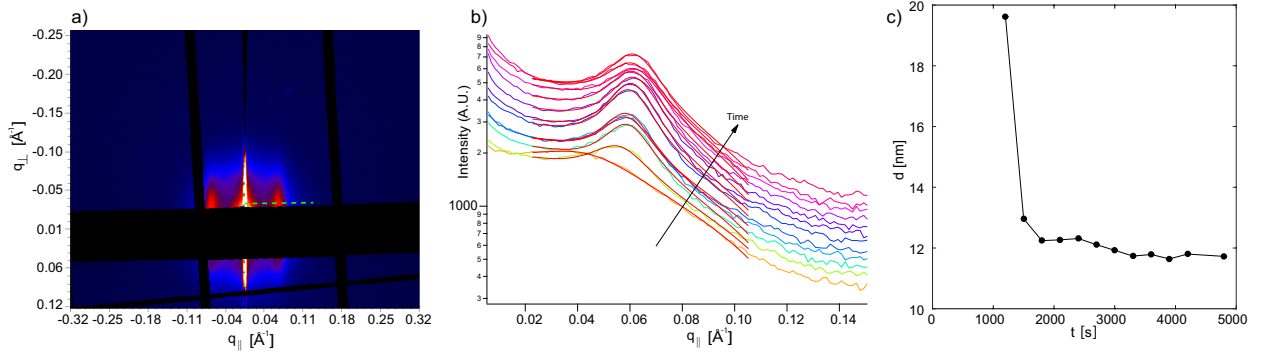 a)
-0.25
-0.20
-0.14
-0.10
-0.05
0.01
0.06
0.12
q⊥ [Å⁻¹]
-0.32 -0.25 -0.18 -0.11 -0.04 0.04 0.11 0.18 0.25 0.32
q∥ [Å⁻¹]
b)
9
8
7
6
5
4
3
2
1000
9
8
7
6
5
4
3
Intensity (A.U.)
Time
0.02 0.04 0.06 0.08 0.10 0.12 0.14
q∥ [Å⁻¹]
c)
20
18
16
14
12
10
d [nm]
0 1000 2000 3000 4000 5000
t [s]